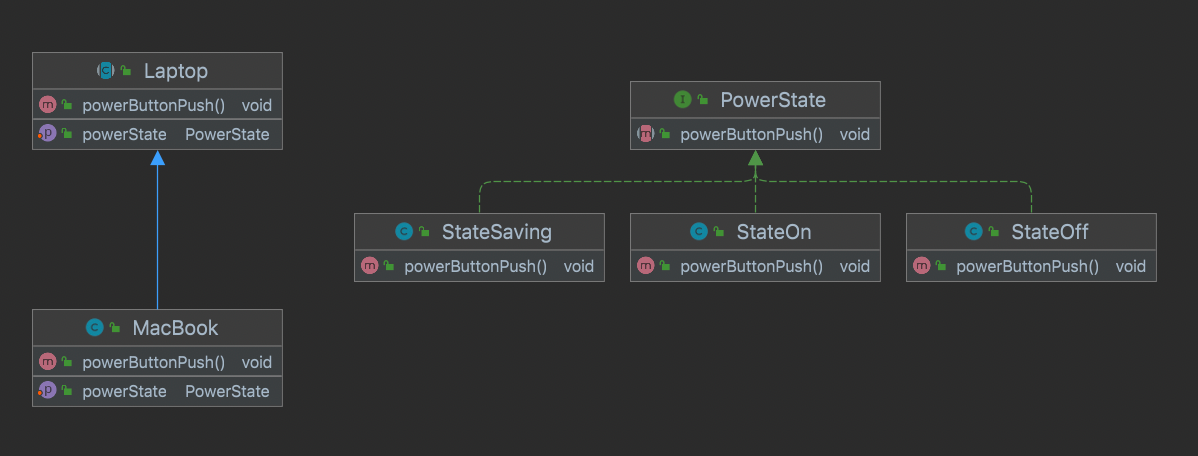 Laptop
powerButtonPush() void
powerState PowerState
PowerState
powerButtonPush() void
StateSaving
powerButtonPush() void
StateOn
powerButtonPush() void
StateOff
powerButtonPush() void
MacBook
powerButtonPush() void
powerState PowerState